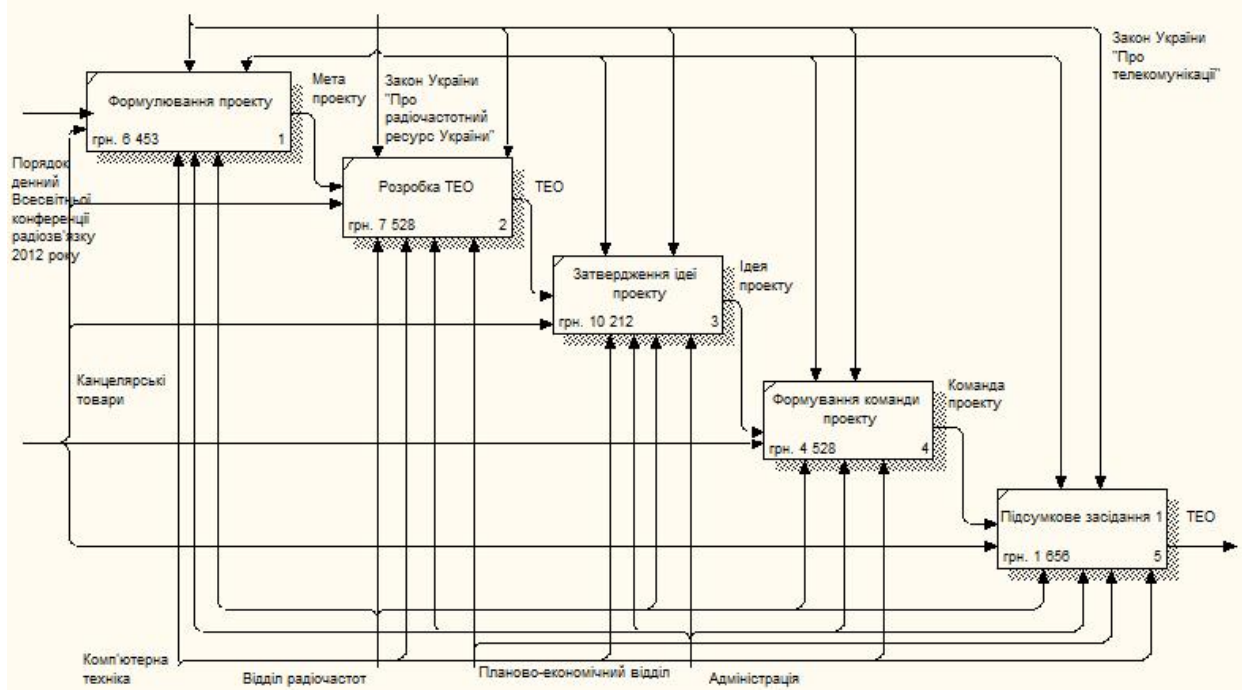 Закон України
"Про
телекомунікації"
Мета
проекту
Закон України
"Про
радіочастотний
ресурс України"
Формулювання проекту
грн. 6 453 1
Порядок
денний
Всесвітньої
конференції
радіозв'язку
2012 року
Розробка ТЕО
грн. 7 528 2
ТЕО
Затвердження ідеї
проекту
грн. 10 212 3
Ідея
проекту
Канцелярські
товари
Формування команди
проекту
грн. 4 528 4
Команда
проекту
Підсумкове засідання 1
грн. 1 656 5
ТЕО
Комп'ютерна
техніка
Відділ радіочастот
Планово-економічний відділ
Адміністрація